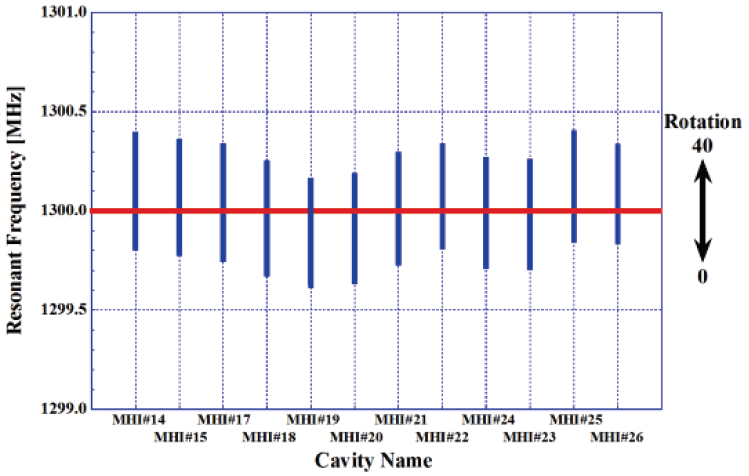 1301.0
1300.5
1300.0
1299.5
1299.0
Resonant Frequency [MHz]
MHI#14 MHI#17 MHI#19 MHI#21 MHI#24 MHI#25
MHI#15 MHI#18 MHI#20 MHI#22 MHI#23 MHI#26
Cavity Name
Rotation
40
0